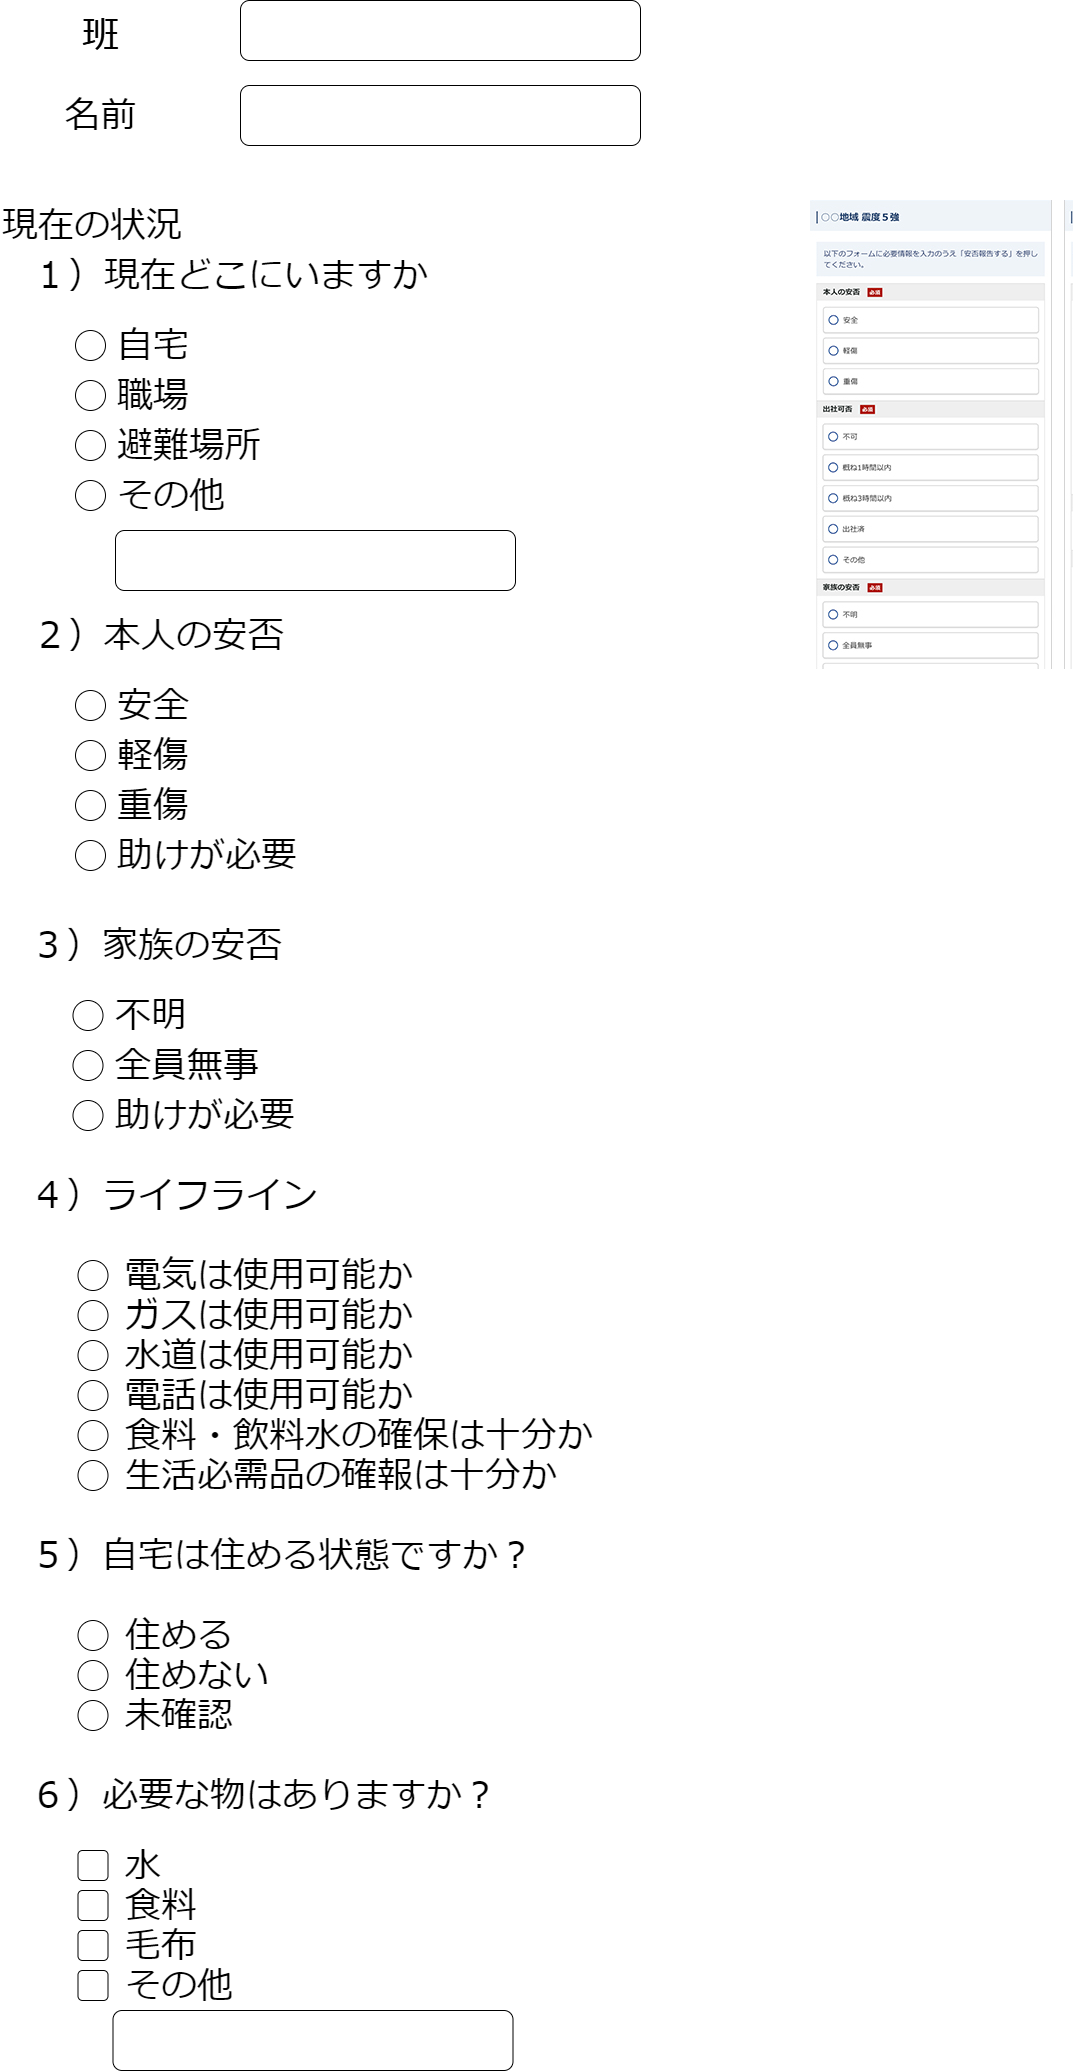 班
名前
現在の状況
１）現在どこにいますか
自宅
職場
避難場所
その他
２）本人の安否
安全
軽傷
重傷
助けが必要
３）家族の安否
不明
全員無事
助けが必要
４）ライフライン
電気は使用可能か
ガスは使用可能か
水道は使用可能か
電話は使用可能か
食料・飲料水の確保は十分か
生活必需品の確報は十分か
５）自宅は住める状態ですか？
住める
住めない
未確認
６）必要な物はありますか？
水
食料
毛布
その他
○○地域 震度５強
以下のフォームに必要情報を入力のうえ「安否報告する」を押し
てください。
本人の安否 必須
安全
軽傷
重傷
出社可否 必須
不可
概ね1時間以内
概ね3時間以内
出社済
その他
家族の安否 必須
不明
全員無事